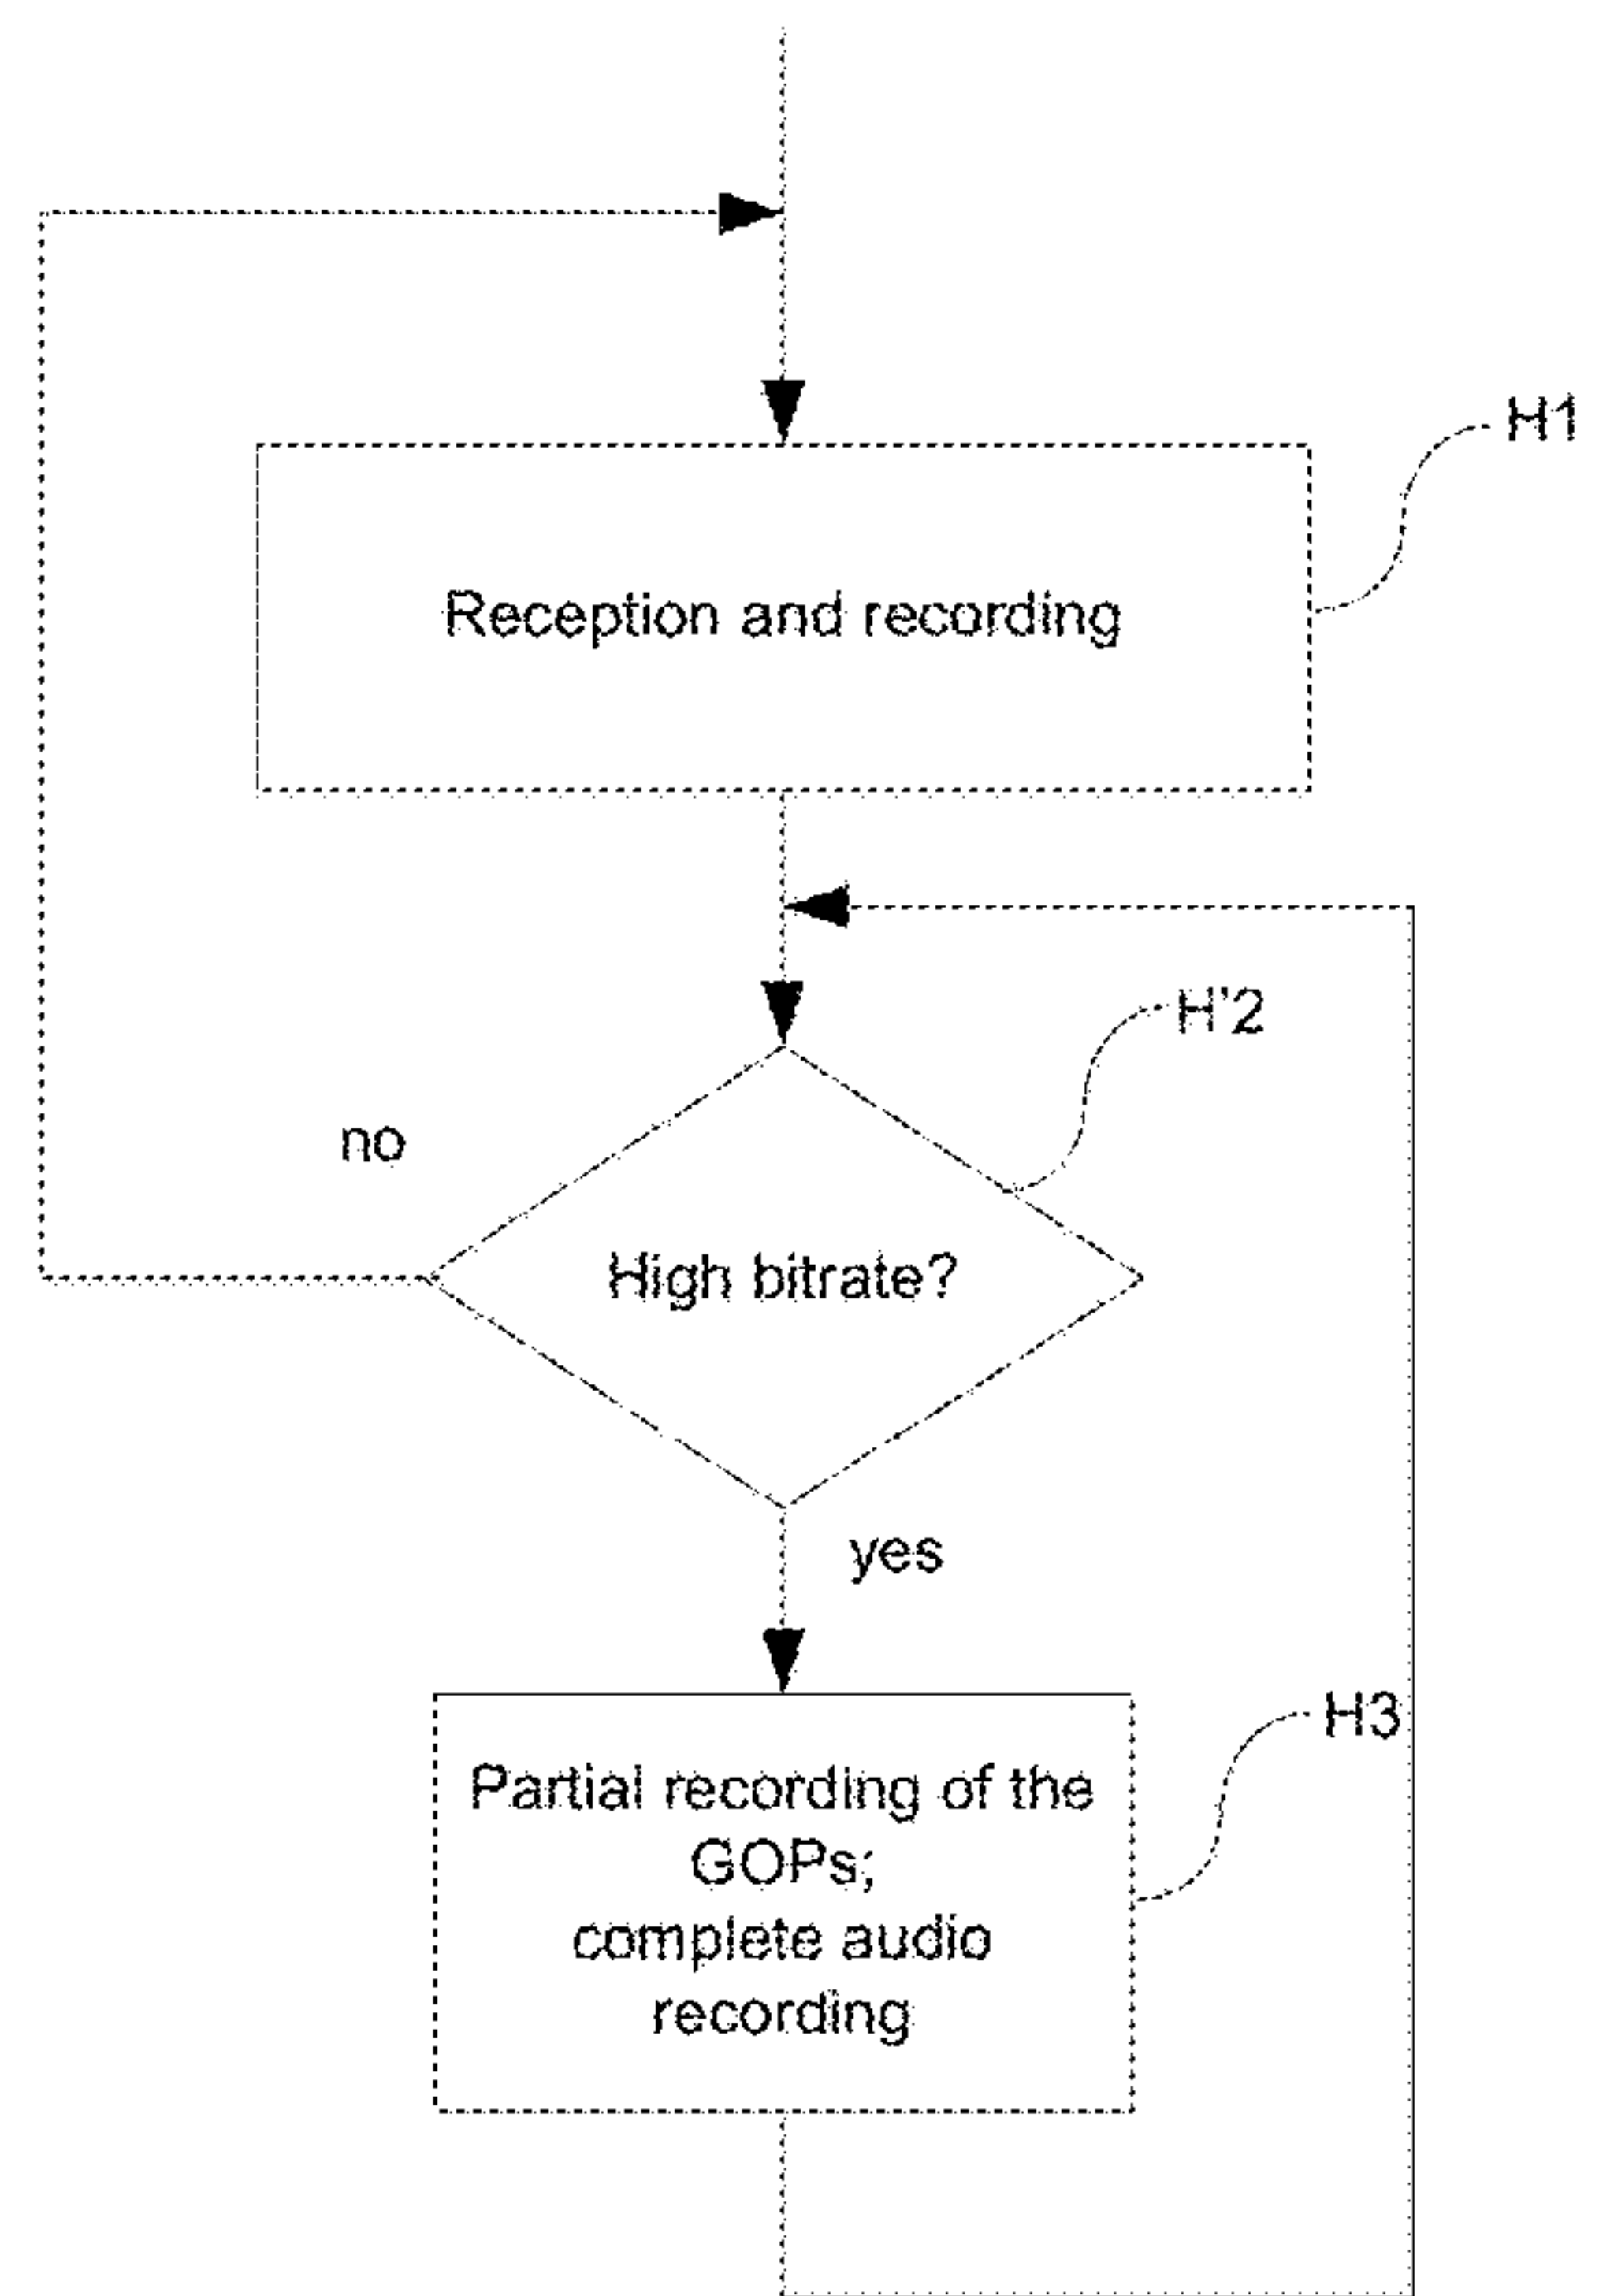 H1
Reception and recording
H'2
no
High bitrate?
yes
H3
Partial recording of the
GOPs;
complete audio
recording